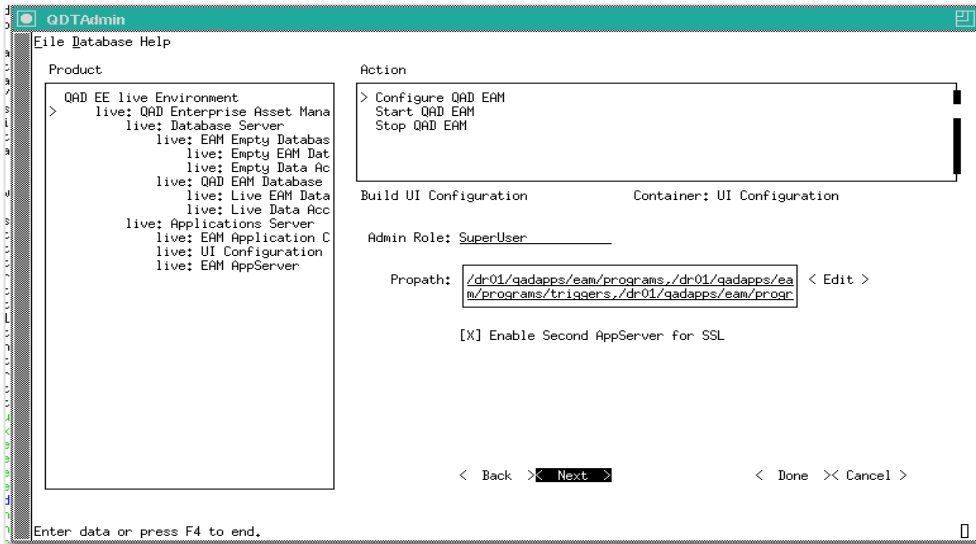 QDTAdmin
File Database Help
Product
QAD EE live Environment
> live: QAD Enterprise Asset Mana
live: Database Server
live: EAM Empty Databas
live: Empty EAM Dat
live: Empty Data Ac
live: QAD EAM Database
live: Live EAM Data
live: Live Data Acc
live: Applications Server
live: EAM Application C
live: UI Configuration
live: EAM AppServer
Action
> Configure QAD EAM
Start QAD EAM
Stop QAD EAM
Build UI Configuration Container: UI Configuration
Admin Role: SuperUser
Propath: /dr01/qadapps/eam/programs,/dr01/qadapps/ea < Edit >
m/programs/triggers,/dr01/qadapps/eam/progr
[X] Enable Second AppServer for SSL
< Back >< Next > < Done >< Cancel >
Enter data or press F4 to end.